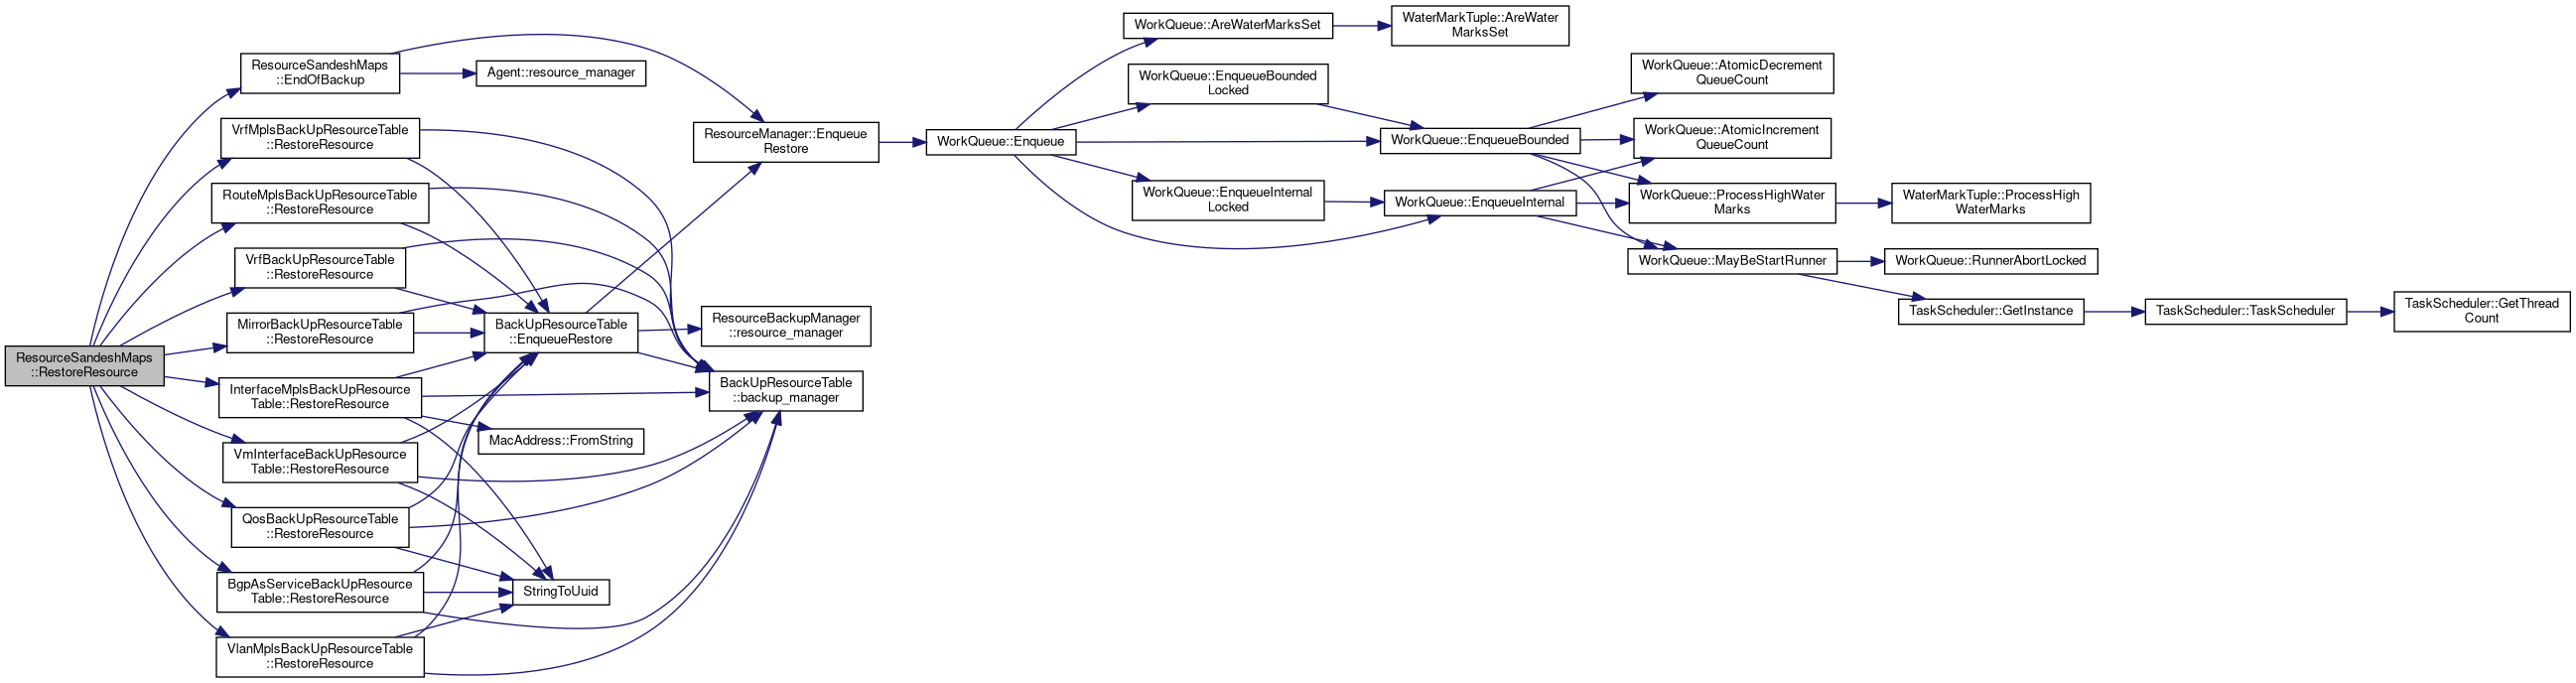 ResourceSandeshMaps
::RestoreResource
ResourceSandeshMaps
::EndOfBackup
VrfMplsBackUpResourceTable
::RestoreResource
RouteMplsBackUpResourceTable
::RestoreResource
VrfBackUpResourceTable
::RestoreResource
MirrorBackUpResourceTable
::RestoreResource
InterfaceMplsBackUpResource
Table::RestoreResource
VmInterfaceBackUpResource
Table::RestoreResource
QosBackUpResourceTable
::RestoreResource
BgpAsServiceBackUpResource
Table::RestoreResource
VlanMplsBackUpResourceTable
::RestoreResource
Agent::resource_manager
BackUpResourceTable
::EnqueueRestore
MacAddress::FromString
StringToUuid
ResourceManager::Enqueue
Restore
ResourceBackupManager
::resource_manager
BackUpResourceTable
::backup_manager
WorkQueue::Enqueue
WorkQueue::AreWaterMarksSet
WorkQueue::EnqueueBounded
Locked
WorkQueue::EnqueueInternal
Locked
WaterMarkTuple::AreWater
MarksSet
WorkQueue::EnqueueBounded
WorkQueue::EnqueueInternal
WorkQueue::AtomicDecrement
QueueCount
WorkQueue::AtomicIncrement
QueueCount
WorkQueue::ProcessHighWater
Marks
WorkQueue::MayBeStartRunner
WaterMarkTuple::ProcessHigh
WaterMarks
WorkQueue::RunnerAbortLocked
TaskScheduler::GetInstance
TaskScheduler::TaskScheduler
TaskScheduler::GetThread
Count